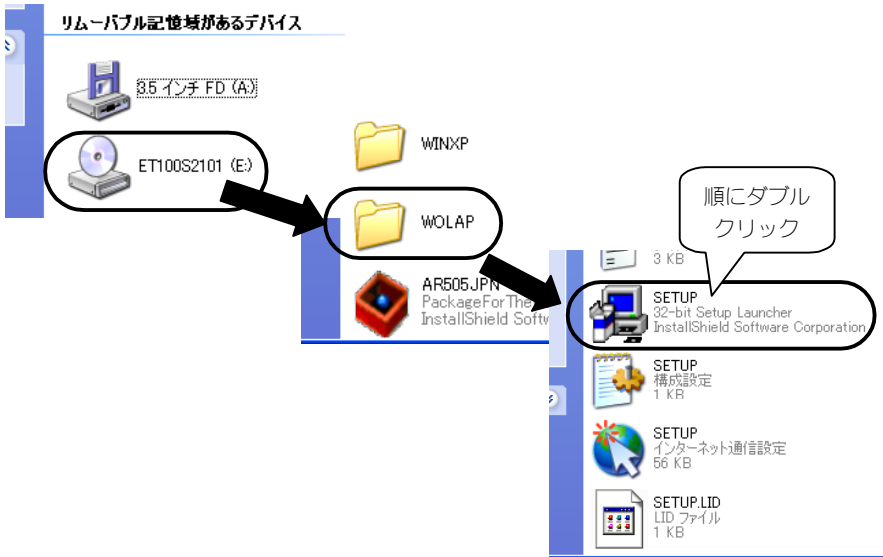 リムーバブル記憶域があるデバイス
3.5 インチ FD (A:)
ET100S2101 (E:)
WINXP
WOLAP
AR505JPN
PackageForThe
InstallShield Softw
順にダブル
クリック
3 KB
SETUP
32-bit Setup Launcher
InstallShield Software Corporation
SETUP
構成設定
1 KB
SETUP
インターネット通信設定
56 KB
SETUP.LID
LID ファイル
1 KB